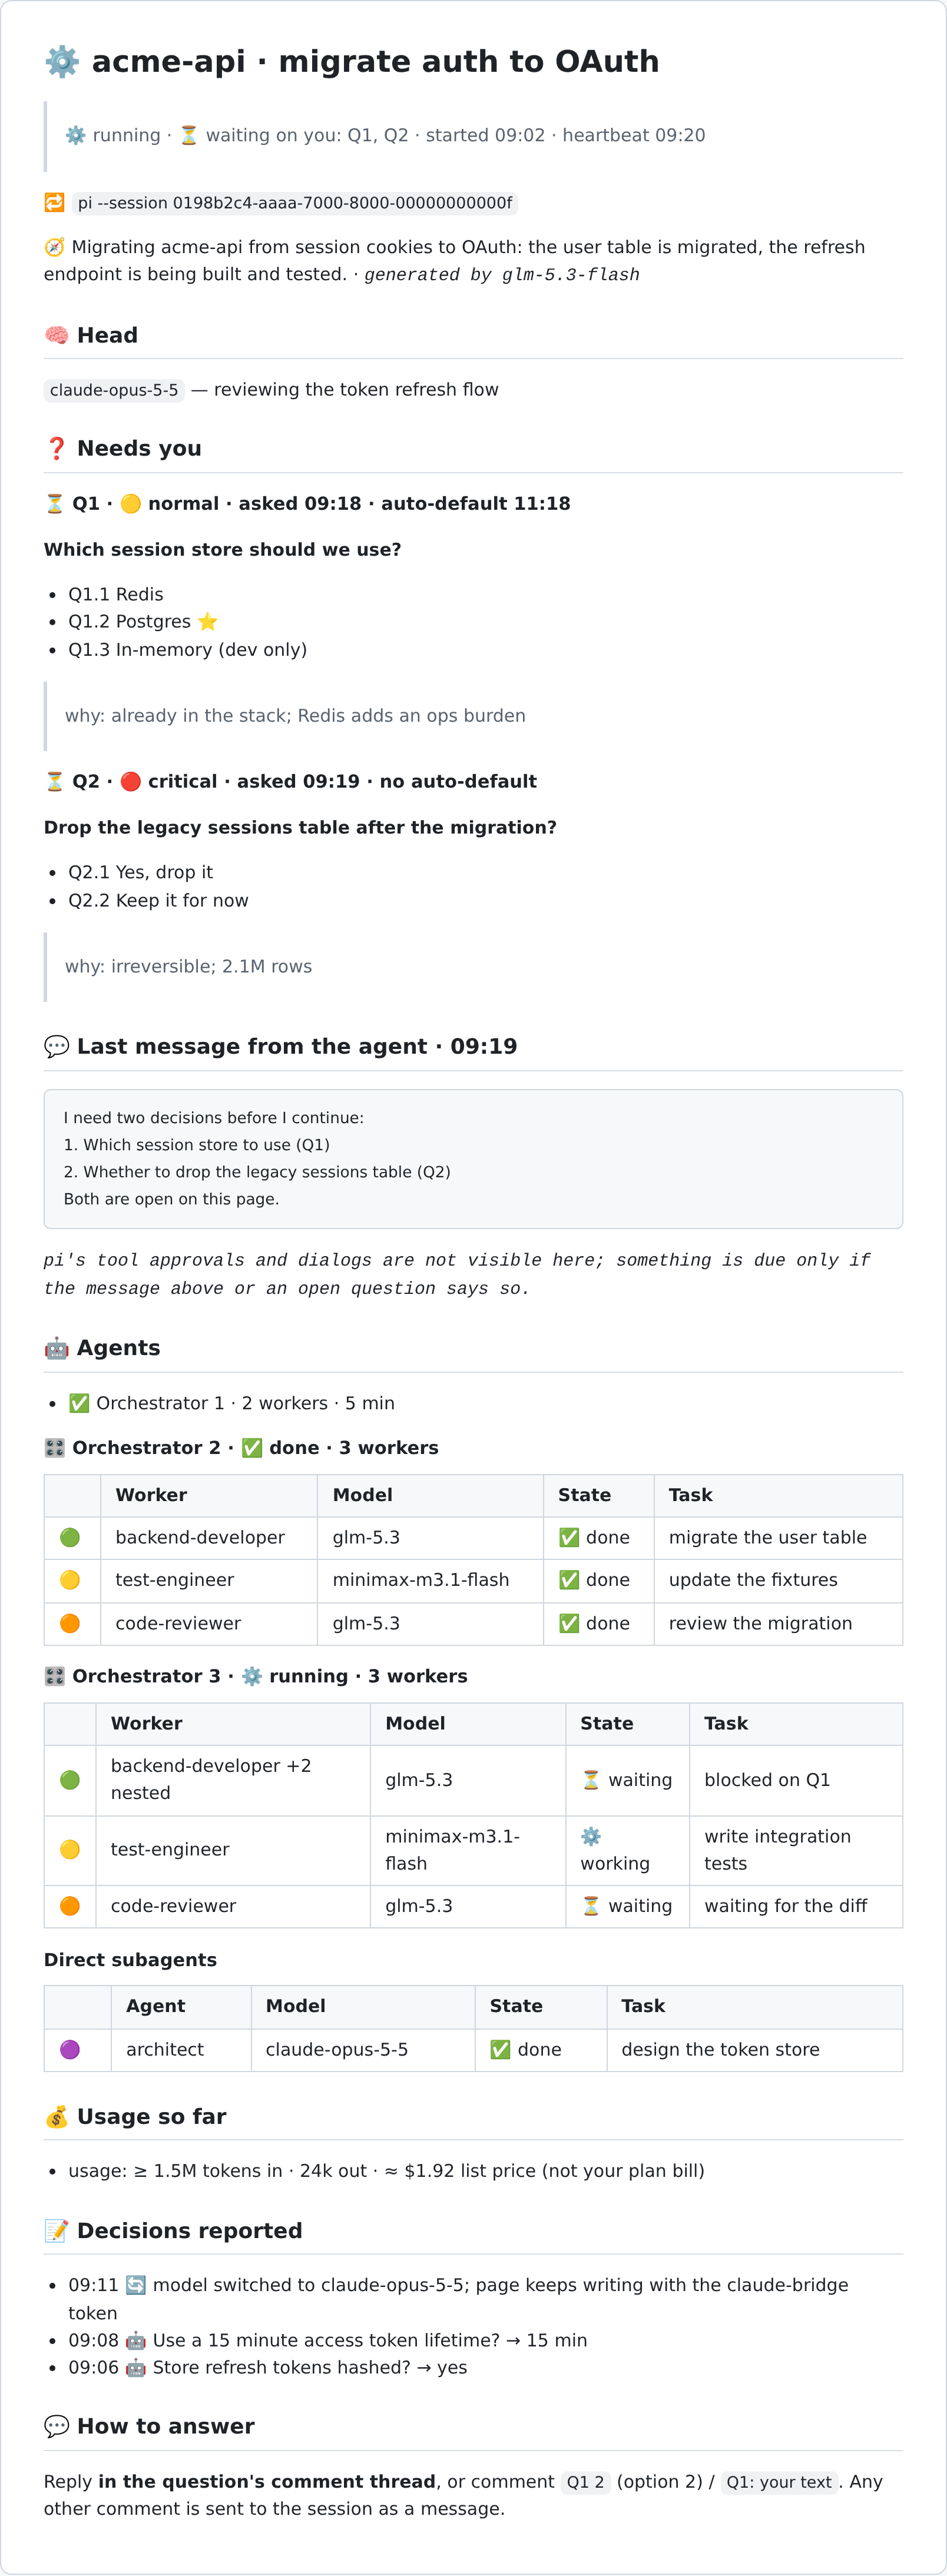 ⚙️ acme-api · migrate auth to OAuth
⚙️ running · ⏳ waiting on you: Q1, Q2 · started 09:02 · heartbeat 09:20
🔁 pi --session 0198b2c4-aaaa-7000-8000-00000000000f
🧭 Migrating acme-api from session cookies to OAuth: the user table is migrated, the refresh
endpoint is being built and tested. · generated by glm-5.3-flash
🧠 Head
claude-opus-5-5 — reviewing the token refresh flow
❓ Needs you
⏳ Q1 · 🟡 normal · asked 09:18 · auto-default 11:18
Which session store should we use?
• Q1.1 Redis
• Q1.2 Postgres ⭐
• Q1.3 In-memory (dev only)
why: already in the stack; Redis adds an ops burden
⏳ Q2 · 🔴 critical · asked 09:19 · no auto-default
Drop the legacy sessions table after the migration?
• Q2.1 Yes, drop it
• Q2.2 Keep it for now
why: irreversible; 2.1M rows
💬 Last message from the agent · 09:19
I need two decisions before I continue:
1. Which session store to use (Q1)
2. Whether to drop the legacy sessions table (Q2)
Both are open on this page.
pi's tool approvals and dialogs are not visible here; something is due only if
the message above or an open question says so.
🤖 Agents
• ✅ Orchestrator 1 · 2 workers · 5 min
🎛️ Orchestrator 2 · ✅ done · 3 workers
Worker Model State Task
🟢 backend-developer glm-5.3 ✅ done migrate the user table
🟡 test-engineer minimax-m3.1-flash ✅ done update the fixtures
🟠 code-reviewer glm-5.3 ✅ done review the migration
🎛️ Orchestrator 3 · ⚙️ running · 3 workers
Worker Model State Task
🟢 backend-developer +2
nested glm-5.3 ⏳ waiting blocked on Q1
🟡 test-engineer minimax-m3.1-
flash ⚙️
working write integration
tests
🟠 code-reviewer glm-5.3 ⏳ waiting waiting for the diff
Direct subagents
Agent Model State Task
🟣 architect claude-opus-5-5 ✅ done design the token store
💰 Usage so far
• usage: ≥ 1.5M tokens in · 24k out · ≈ $1.92 list price (not your plan bill)
📝 Decisions reported
• 09:11 🔄 model switched to claude-opus-5-5; page keeps writing with the claude-bridge
token
• 09:08 🤖 Use a 15 minute access token lifetime? → 15 min
• 09:06 🤖 Store refresh tokens hashed? → yes
💬 How to answer
Reply in the question's comment thread, or comment Q1 2 (option 2) / Q1: your text. Any
other comment is sent to the session as a message.